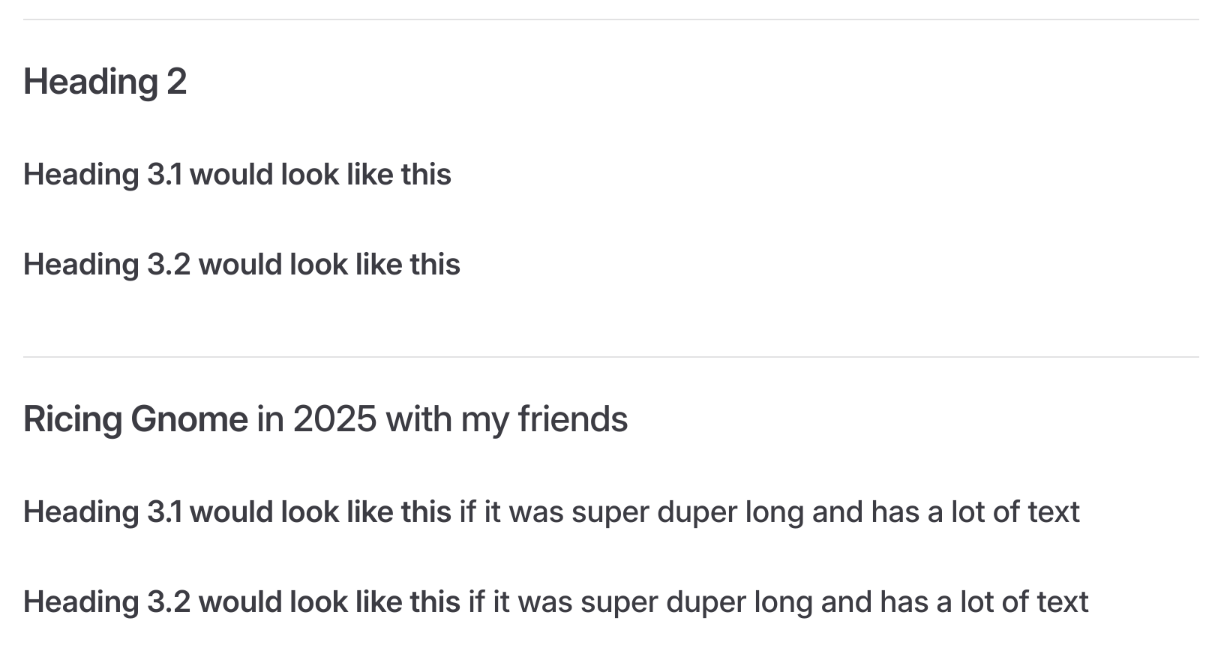 Heading 2
Heading 3.1 would look like this
Heading 3.2 would look like this
Ricing Gnome in 2025 with my friends
Heading 3.1 would look like this if it was super duper long and has a lot of text
Heading 3.2 would look like this if it was super duper long and has a lot of text